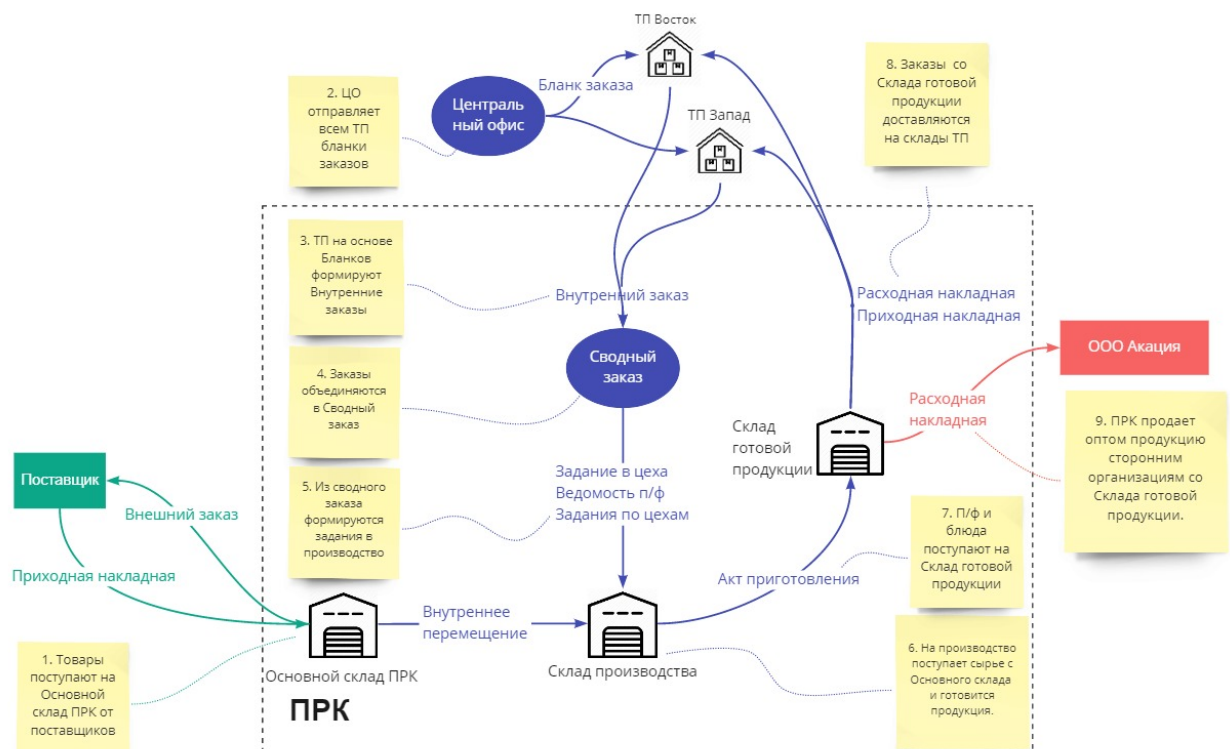 ТП Восток
2. ЦО
отправляет
всем ТП
бланки
заказов
Централь
ный офис
Бланк заказа
ТП Запад
8. Заказы со
Склада готовой
продукции
доставляются
на склады ТП
3. ТП на основе
Бланков
формируют
Внутренние
заказы
Внутренний заказ
Расходная накладная
Приходная накладная
4. Заказы
объединяются
в Сводный
заказ
Сводный
заказ
ООО Акация
Расходная
накладная
9. ПРК продает
оптом продукцию
сторонним
организациям со
Склада готовой
продукции.
Склад
готовой
продукции
Поставщик
Внешний заказ
Приходная накладная
5. Из сводного
заказа
формируются
задания в
производство
Задание в цеха
Ведомость п/ф
Задания по цехам
7. П/ф и
блюда
поступают на
Склад готовой
продукции
Акт приготовления
Внутреннее
перемещение
1. Товары
поступают на
Основной
склад ПРК от
поставщиков
Основной склад ПРК
Склад производства
6. На производство
поступает сырье с
Основного склада
и готовится
продукция.
ПРК